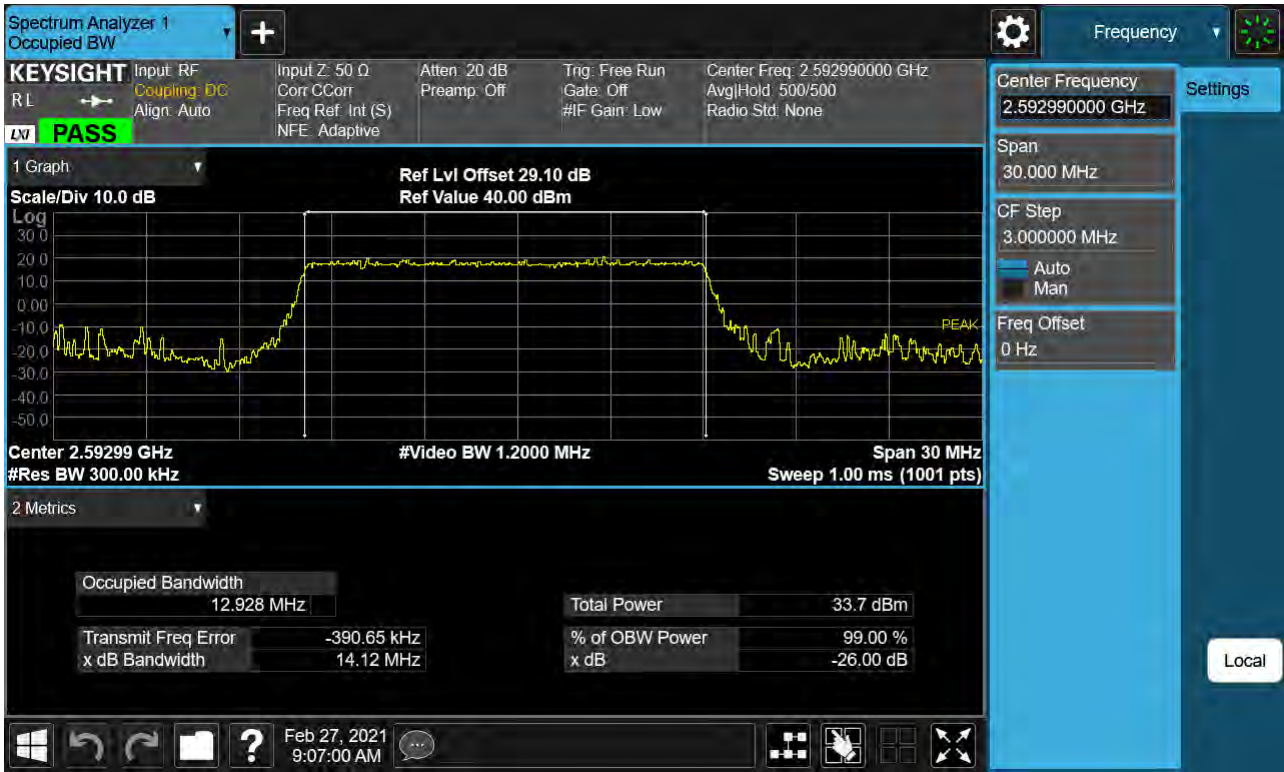 Spectrum Analyzer 1
Occupied BW
+
Frequency
KEYSIGHT
RL
LXI
PASS
Input: RF
Coupling: DC
Align: Auto
Input Z: 50 Ω
Corr CCorr
Freq Ref: Int (S)
NFE: Adaptive
Atten: 20 dB
Preamp: Off
Trig: Free Run
Gate: Off
#IF Gain: Low
Center Freq: 2.592990000 GHz
Avg|Hold: 500/500
Radio Std: None
1 Graph
Scale/Div 10.0 dB
Ref Lvl Offset 29.10 dB
Ref Value 40.00 dBm
Log
30.0
20.0
10.0
0.00
-10.0
-20.0
-30.0
-40.0
-50.0
PEAK
Center 2.59299 GHz
#Video BW 1.2000 MHz
Span 30 MHz
#Res BW 300.00 kHz
Sweep 1.00 ms (1001 pts)
2 Metrics
Occupied Bandwidth
12.928 MHz
Transmit Freq Error -390.65 kHz
x dB Bandwidth 14.12 MHz
Total Power 33.7 dBm
% of OBW Power 99.00 %
x dB -26.00 dB
Center Frequency
2.592990000 GHz
Span
30.000 MHz
CF Step
3.000000 MHz
Auto
Man
Freq Offset
0 Hz
Settings
Local
?
Feb 27, 2021
9:07:00 AM